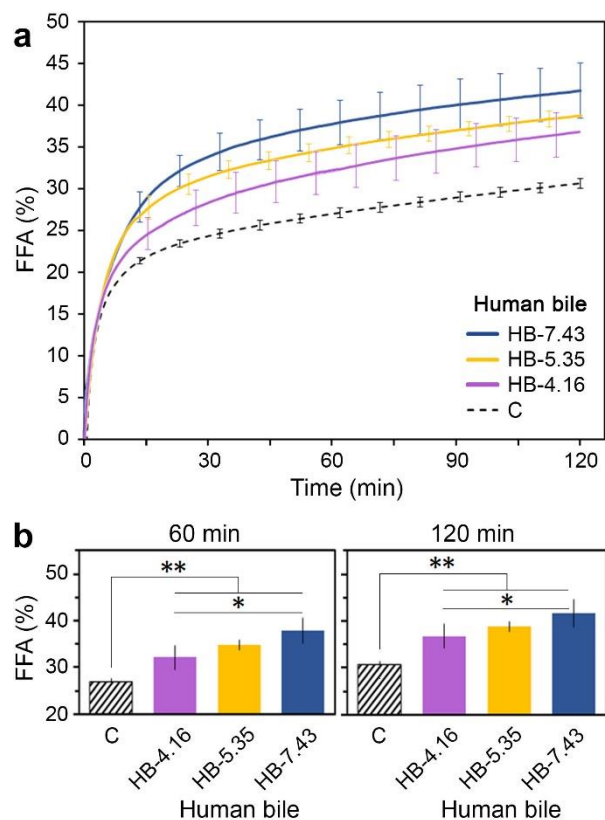 a
50
45
40
35
30
25
20
15
10
5
0
FFA (%)
0 30 60 90 120
Time (min)
Human bile
HB-7.43
HB-5.35
HB-4.16
C
b
60 min 120 min
** **
* *
50
40
30
20
FFA (%)
C HB-4.16 HB-5.35 HB-7.43 C HB-4.16 HB-5.35 HB-7.43
Human bile Human bile